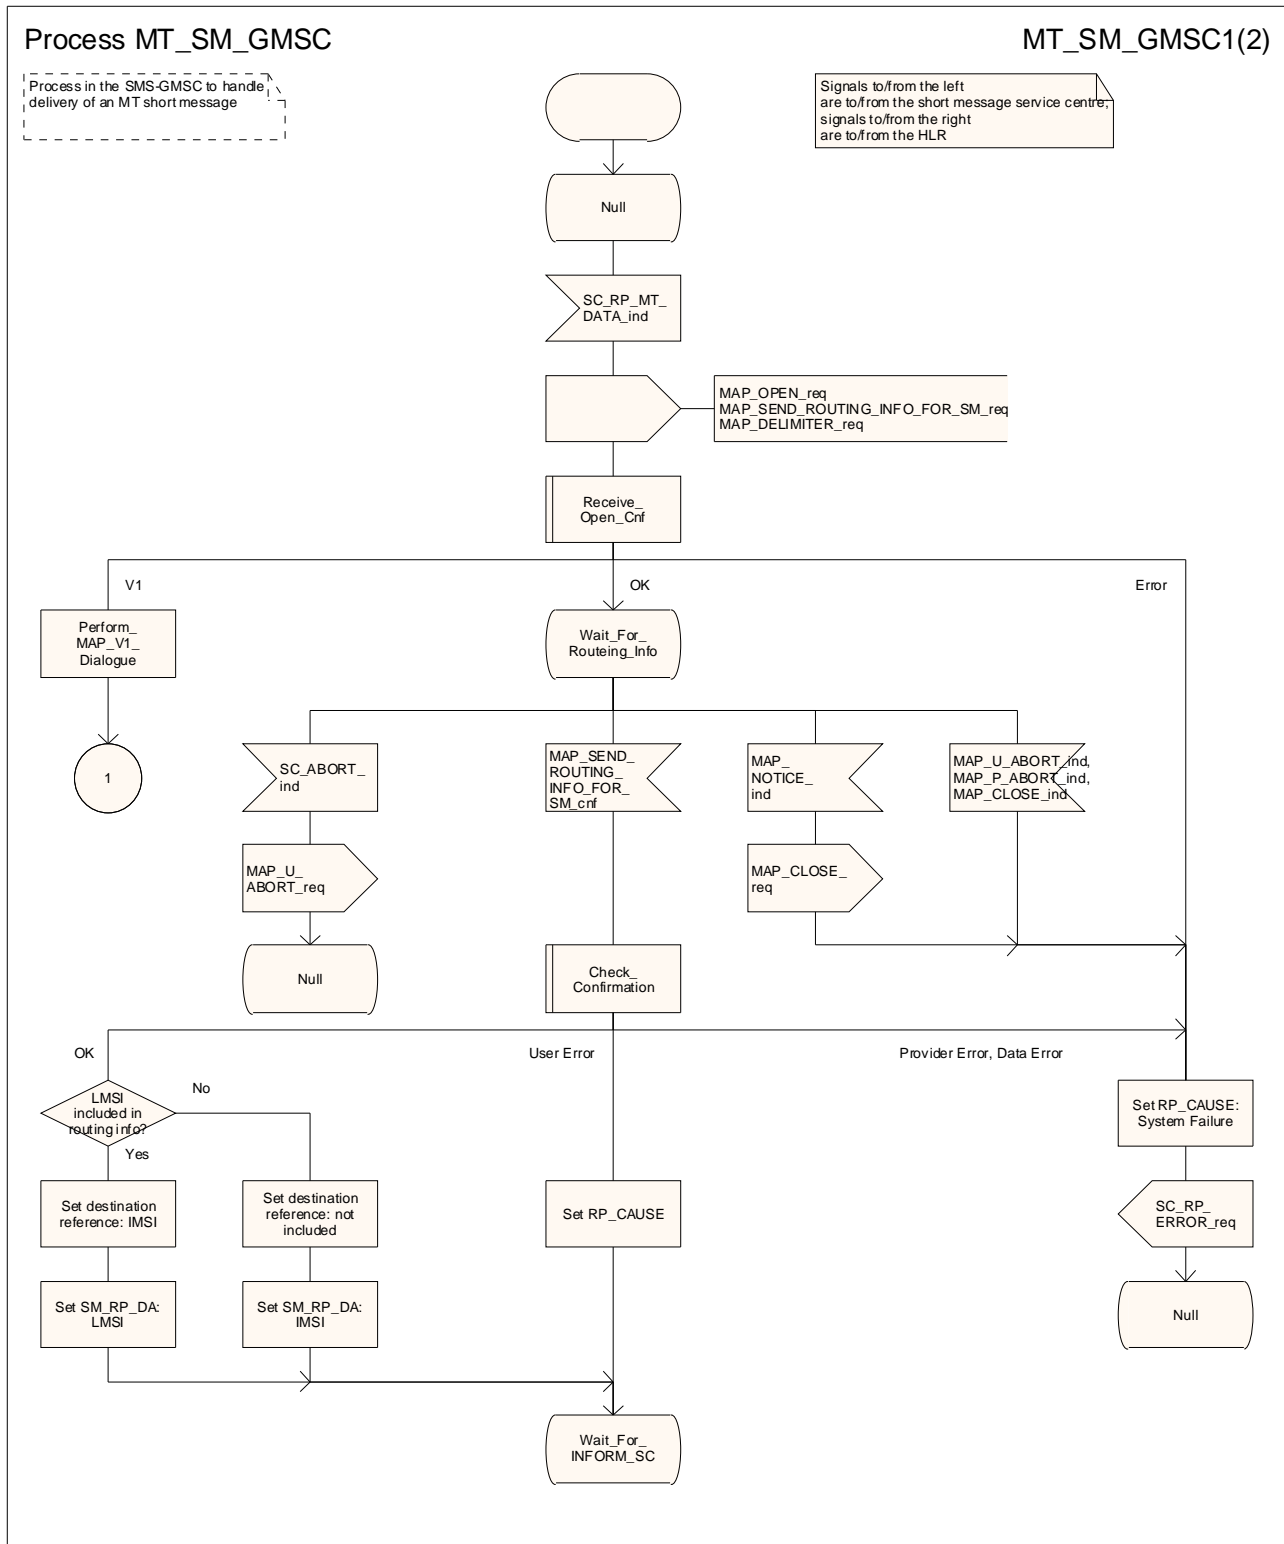 Process MT_SM_GMSC
MT_SM_GMSC1(2)
Process in the SMS-GMSC to handle
delivery of an MT short message
Signals to/from the left
are to/from the short message service centre;
signals to/from the right
are to/from the HLR
Null
SC_RP_MT_
DATA_ind
MAP_OPEN_req
MAP_SEND_ROUTING_INFO_FOR_SM_req
MAP_DELIMITER_req
Receive_
Open_Cnf
V1
OK
Error
Perform_
MAP_V1_
Dialogue
Wait_For_
Routeing_Info
1
SC_ABORT_
ind
MAP_SEND_
ROUTING_
INFO_FOR_
SM_cnf
MAP_
NOTICE_
ind
MAP_U_ABORT_ind,
MAP_P_ABORT_ind,
MAP_CLOSE_ind
MAP_U_
ABORT_req
MAP_CLOSE_
req
Null
Check_
Confirmation
OK
User Error
Provider Error, Data Error
LMSI
included in
routing info?
No
Yes
Set RP_CAUSE:
System Failure
Set destination
reference: IMSI
Set destination
reference: not
included
Set RP_CAUSE
SC_RP_
ERROR_req
Set SM_RP_DA:
LMSI
Set SM_RP_DA:
IMSI
Null
Wait_For_
INFORM_SC